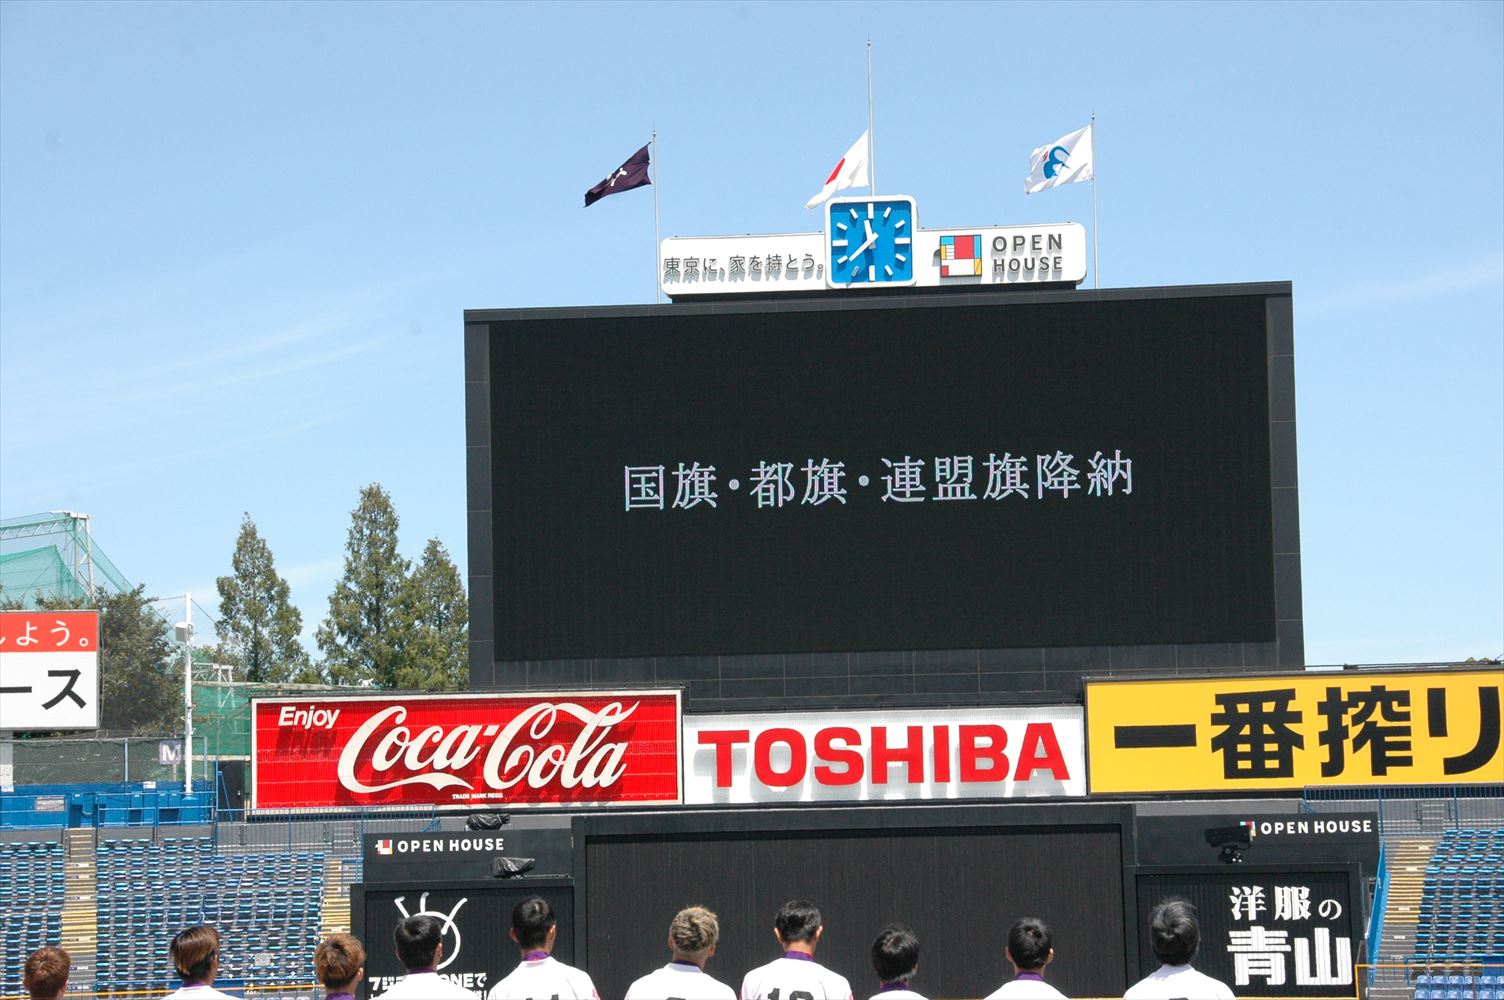 東京に、家を持とう。
OPEN HOUSE
国旗・都旗・連盟旗降納
しよう。
ース
Enjoy
Coca-Cola
TRADE MARK REGD.
TOSHIBA
一番搾り
M
OPEN HOUSE
OPEN HOUSE
洋服の
青山